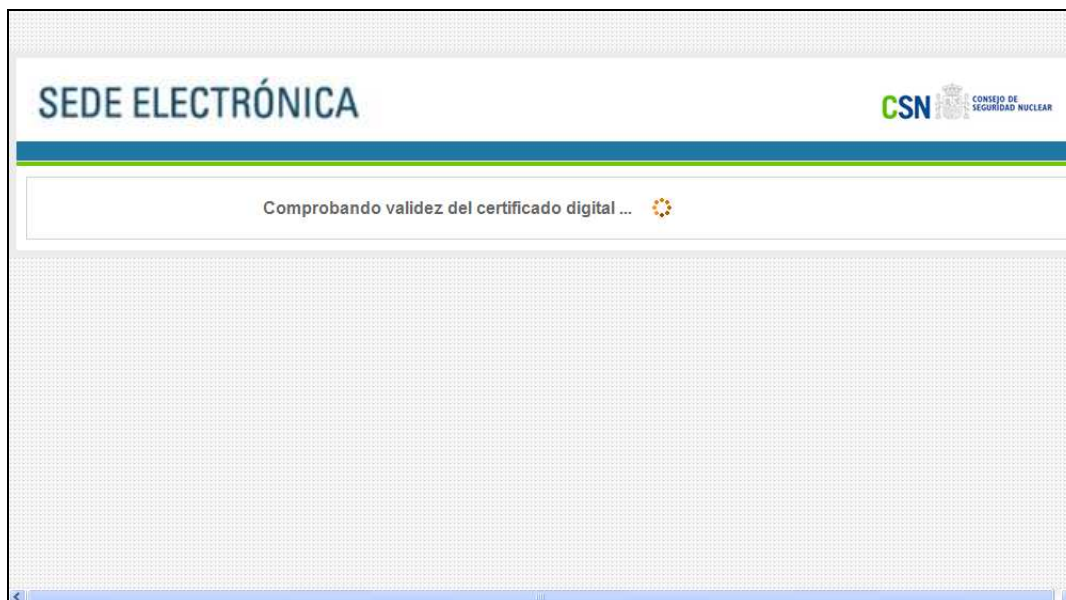 SEDE ELECTRÓNICA
CSN
CONSEJO DE
SEGURIDAD NUCLEAR
Comprobando validez del certificado digital ...